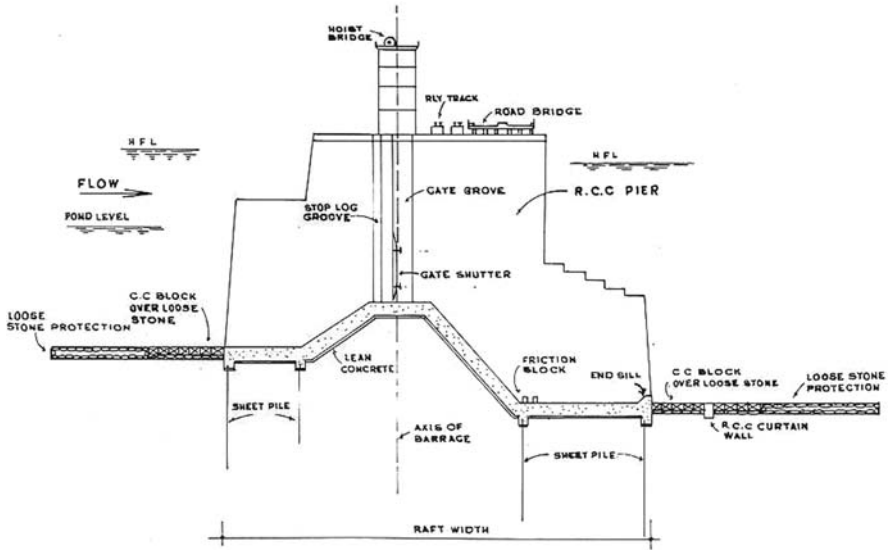 HOIST
BRIDGE
RLY TRACK
ROAD BRIDGE
HFL
HFL
FLOW
GATE GROVE
R.C.C PIER
STOP LOG
GROOVE
POND LEVEL
GATE SHUTTER
C.C BLOCK
OVER LOOSE
STONE
LOOSE
STONE PROTECTION
LEAN
CONCRETE
FRICTION
BLOCK
END SILL
C.C BLOCK
OVER LOOSE STONE
LOOSE STONE
PROTECTION
SHEET PILE
AXIS OF
BARRAGE
R.C.C CURTAIN
WALL
SHEET PILE
RAFT WIDTH